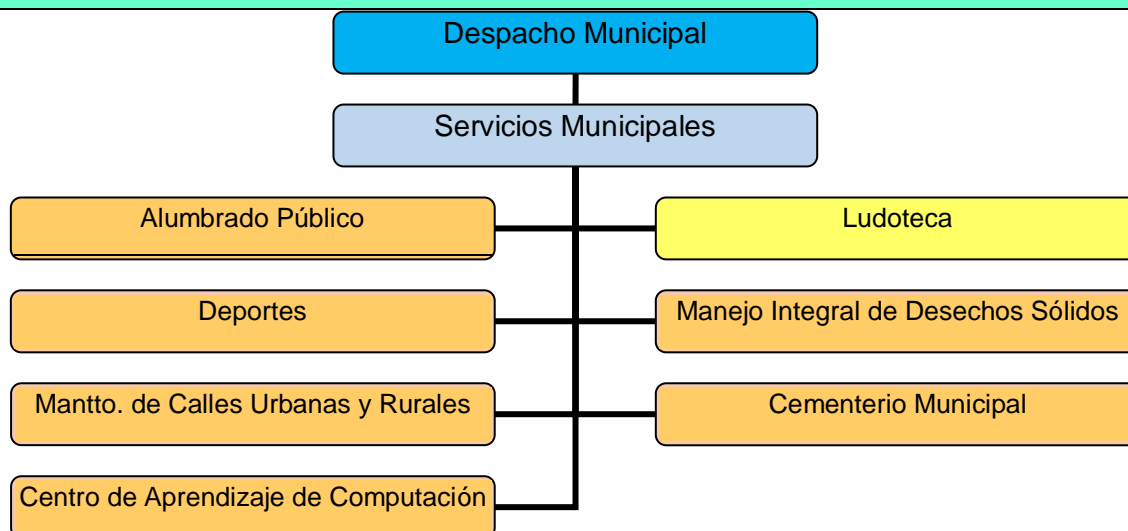 Despacho Municipal
Servicios Municipales
Alumbrado Público
Ludoteca
Deportes
Manejo Integral de Desechos Sólidos
Mantto. de Calles Urbanas y Rurales
Cementerio Municipal
Centro de Aprendizaje de Computación